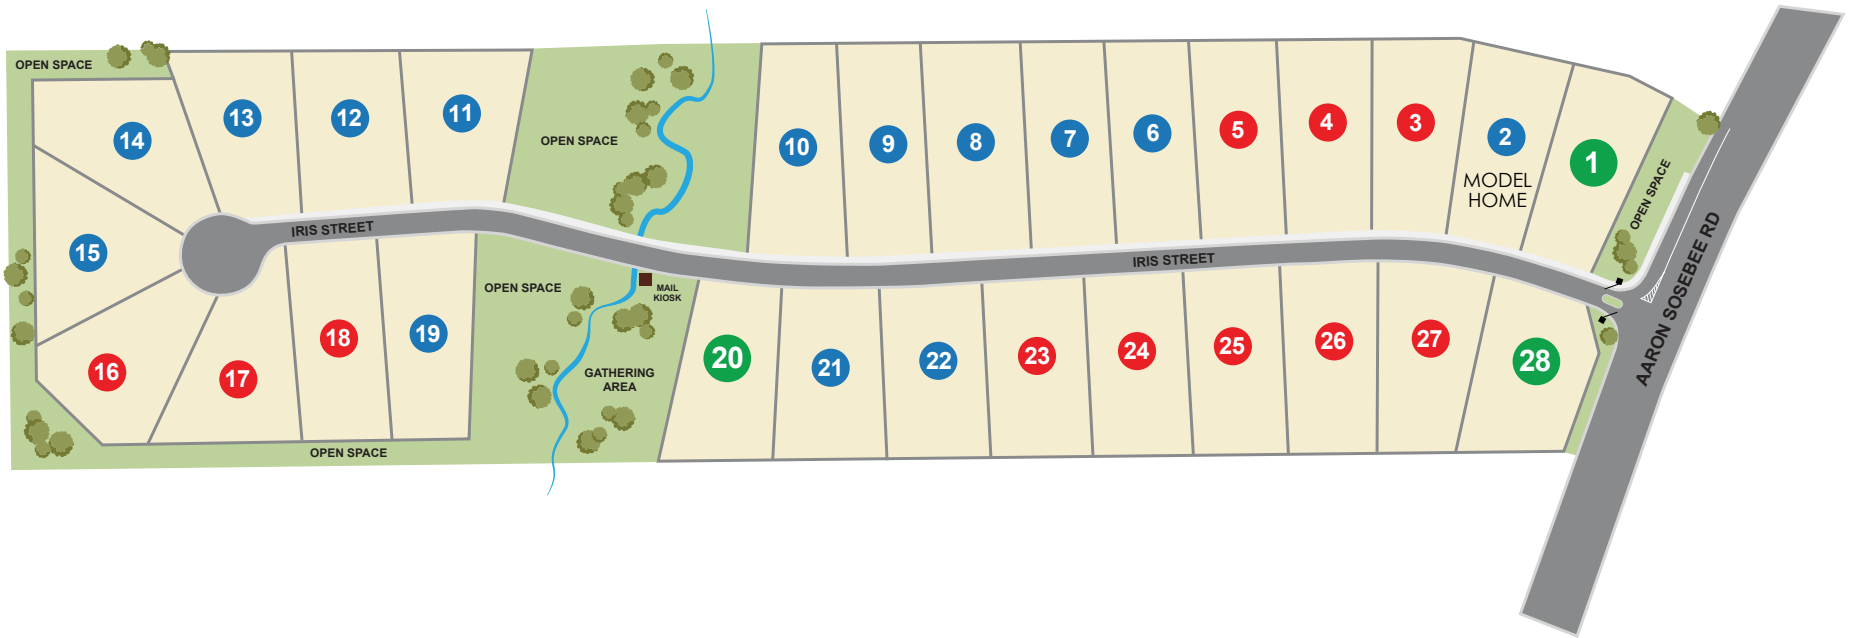 OPEN SPACE
14
13
12
11
OPEN SPACE
10
9
8
7
6
5
4
3
2
MODEL
HOME
1
OPEN SPACE
15
IRIS STREET
IRIS STREET
AARON SOSEBEE RD
16
17
18
19
OPEN SPACE
MAIL
KIOSK
GATHERING
AREA
20
21
22
23
24
25
26
27
28
OPEN SPACE